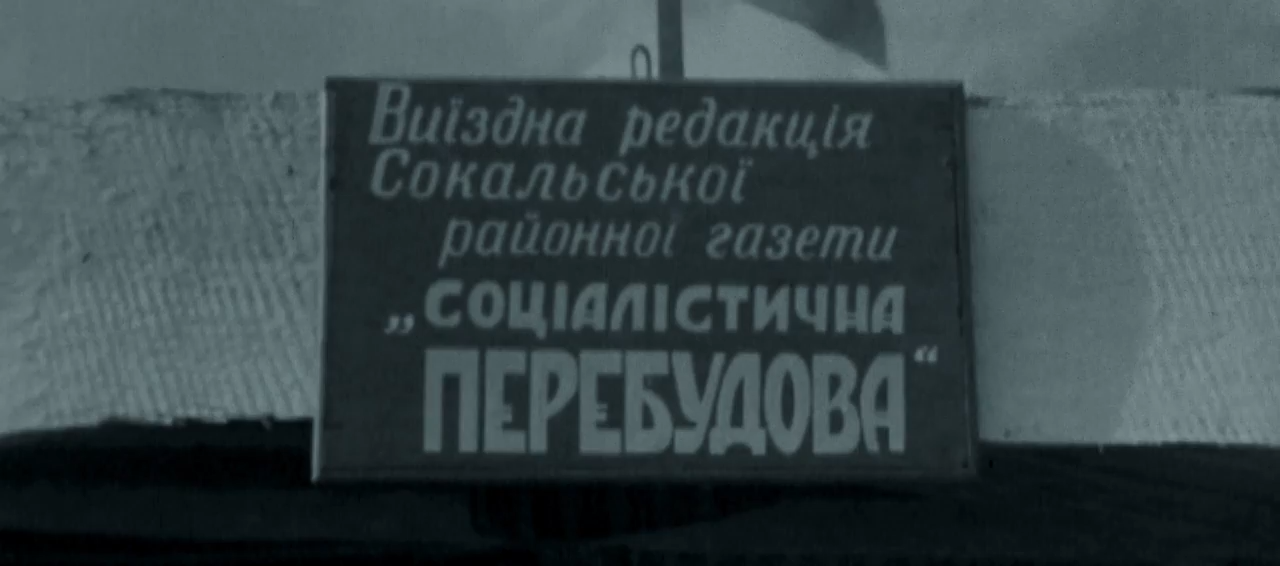 Виїздна редакція
Сокальської
районної газети
„СОЦІАЛІСТИЧНА
ПЕРЕБУДОВА“